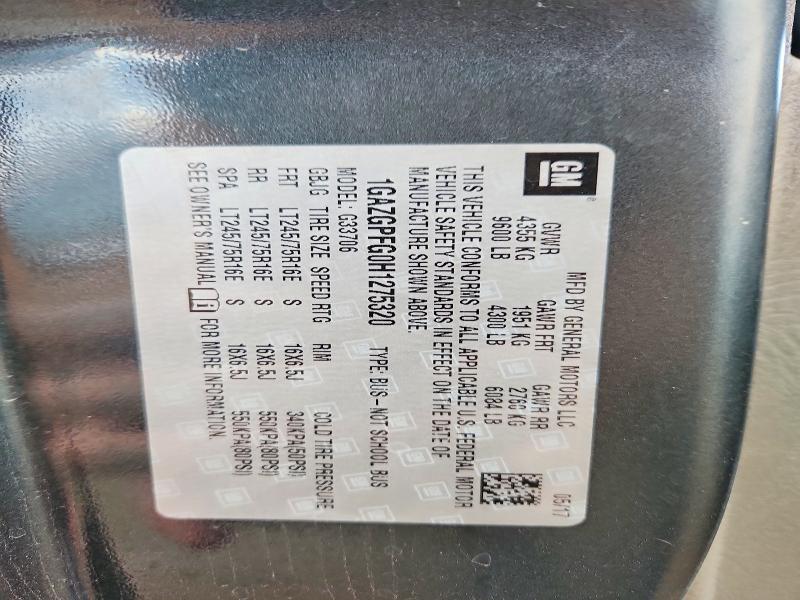 GM®
MFD BY GENERAL MOTORS LLC 05/17
GVWR GAWR FRT GAWR RR
4355 KG 1951 KG 2760 KG
9600 LB 4300 LB 6084 LB
THIS VEHICLE CONFORMS TO ALL APPLICABLE U.S. FEDERAL MOTOR
VEHICLE SAFETY STANDARDS IN EFFECT ON THE DATE OF
MANUFACTURE SHOWN ABOVE.
1GAZGPFG0H1275320 TYPE: BUS-NOT SCHOOL BUS
MODEL: G33706
GBJG TIRE SIZE SPEED RTG RIM COLD TIRE PRESSURE
FRT LT245/75R16E S 16X6.5J 340KPA(50PSI)
RR LT245/75R16E S 16X6.5J 550KPA(80PSI)
SPA LT245/75R16E S 16X6.5J 550KPA(80PSI)
SEE OWNER'S MANUAL FOR MORE INFORMATION.